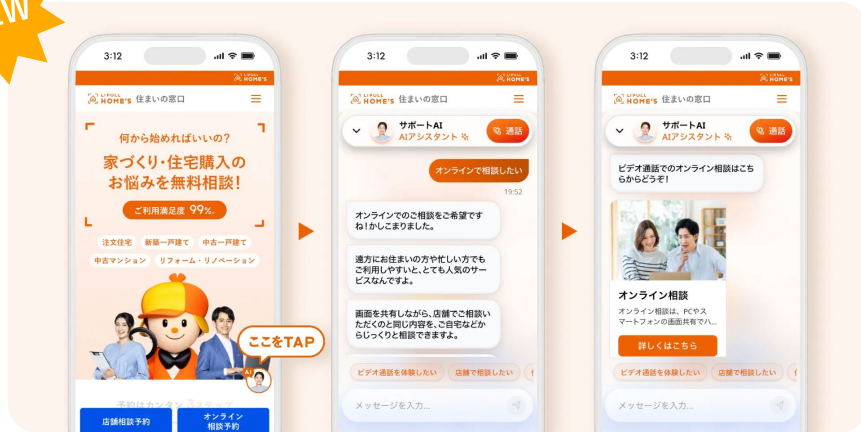 EW
3:12
LIFULL HOME'S
LIFULL
HOME'S 住まいの窓口
何から始めればいいの?
家づくり・住宅購入の
お悩みを無料相談!
ご利用満足度 99%
注文住宅 新築一戸建て 中古一戸建て
中古マンション リフォーム・リノベーション
ここをTAP
AI
予約はカンタン 3ステップ
店舗相談予約
オンライン
相談予約
3:12
LIFULL HOME'S
LIFULL
HOME'S 住まいの窓口
サポートAI
AIアシスタント
通話
オンラインで相談したい
19:52
オンラインでのご相談をご希望です
ね!かしこまりました。
遠方にお住まいの方や忙しい方でも
ご利用しやすいと、とても人気のサー
ビスなんですよ。
画面を共有しながら、店舗でご相談い
ただくのと同じ内容を、ご自宅などか
らじっくりと相談できますよ。
ビデオ通話を体験したい 店舗で相談したい
メッセージを入力...
3:12
LIFULL HOME'S
LIFULL
HOME'S 住まいの窓口
サポートAI
AIアシスタント
通話
ビデオ通話でのオンライン相談はこち
らからどうぞ!
オンライン相談
オンライン相談は、PCやス
マートフォンの画面共有でハ...
詳しくはこちら
ビデオ通話を体験したい 店舗で相談したい
メッセージを入力...